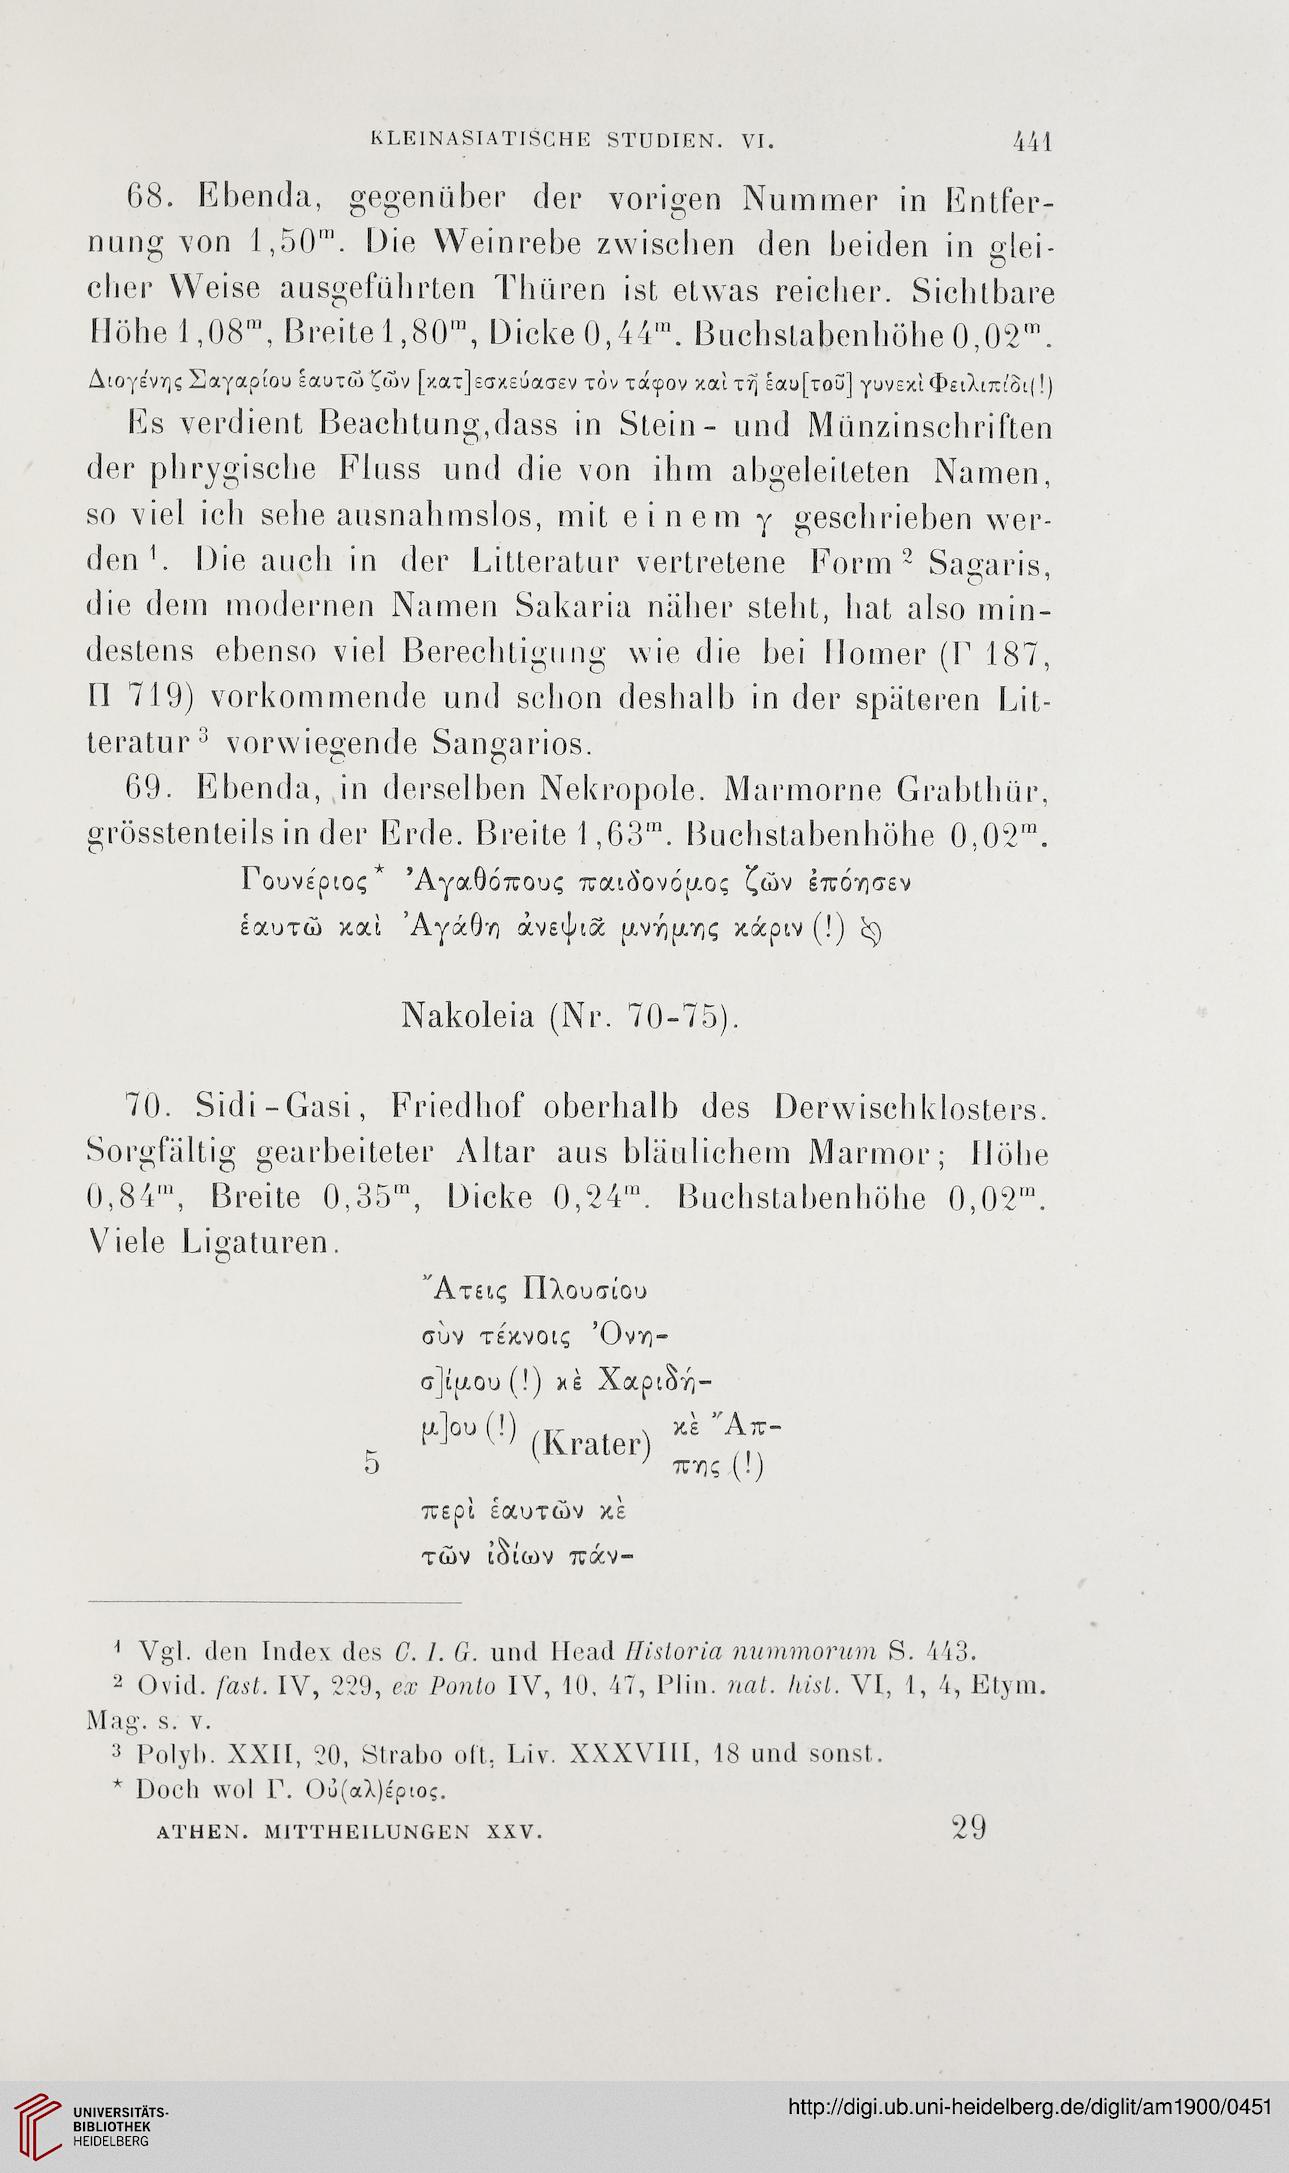 KLEINASIATISCHE STUDIEN. VI. 441
68. Ebenda, gegenüber der vorigen Nummer in Entfer-
nung von 1,50ᵐ. Die Weinrebe zwischen den beiden in glei-
cher Weise ausgeführten Thüren ist etwas reicher. Sichtbare
Höhe 1,08ᵐ, Breite 1,80ᵐ, Dicke 0,44ᵐ. Buchstabenhöhe 0,02ᵐ.
Διογένης Σαγαρίου ἑαυτῶ ζῶν [κατ]εσκεύασεν τὸν τάφον καὶ τῆ ἑαυ[τοῦ] γυνεκὶ Φειλιπίδι(!)
Es verdient Beachtung, dass in Stein- und Münzinschriften
der phrygische Fluss und die von ihm abgeleiteten Namen,
so viel ich sehe ausnahmslos, mit einem γ geschrieben wer-
den ¹. Die auch in der Litteratur vertretene Form ² Sagaris,
die dem modernen Namen Sakaria näher steht, hat also min-
destens ebenso viel Berechtigung wie die bei Homer (Γ 187,
Π 719) vorkommende und schon deshalb in der späteren Lit-
teratur ³ vorwiegende Sangarios.
69. Ebenda, in derselben Nekropole. Marmorne Grabthür,
grösstenteils in der Erde. Breite 1,63ᵐ. Buchstabenhöhe 0,02ᵐ.
Γουνέριος* Ἀγαθόπους παιδονόμος ζῶν ἐπόησεν
ἑαυτῶ καὶ Ἀγάθη ἀνεψιᾶ μνήμης κάριν (!)
Nakoleia (Nr. 70-75).
70. Sidi-Gasi, Friedhof oberhalb des Derwischklosters.
Sorgfältig gearbeiteter Altar aus bläulichem Marmor; Höhe
0,84ᵐ, Breite 0,35ᵐ, Dicke 0,24ᵐ. Buchstabenhöhe 0,02ᵐ.
Viele Ligaturen.
Ἄτεις Πλουσίου
σὺν τέκνοις Ὀνη-
σ]ίμου (!) κὲ Χαριδή-
μ]ου (!) (Krater) κὲ Ἄπ-
5 πης (!)
περὶ ἑαυτῶν κὲ
τῶν ἰδίων πάν-
¹ Vgl. den Index des C. I. G. und Head Historia nummorum S. 443.
² Ovid. fast. IV, 229, ex Ponto IV, 10, 47, Plin. nat. hist. VI, 1, 4, Etym.
Mag. s. v.
³ Polyb. XXII, 20, Strabo oft, Liv. XXXVIII, 18 und sonst.
* Doch wol Γ. Οὐ(αλ)έριος.
ATHEN. MITTHEILUNGEN XXV. 29
UNIVERSITÄTS-
BIBLIOTHEK
HEIDELBERG
http://digi.ub.uni-heidelberg.de/diglit/am1900/0451